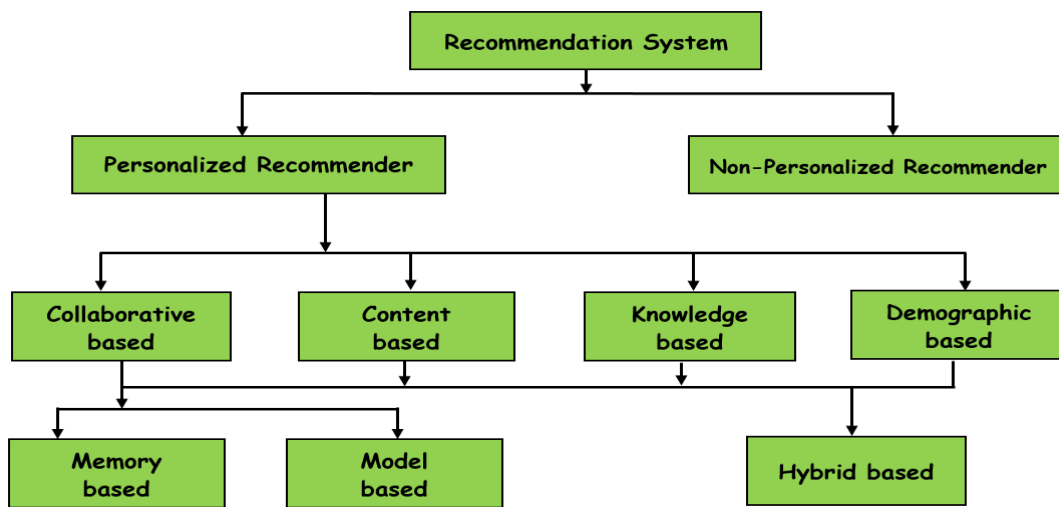 Recommendation System
Personalized Recommender
Non-Personalized Recommender
Collaborative
based
Content
based
Knowledge
based
Demographic
based
Memory
based
Model
based
Hybrid based